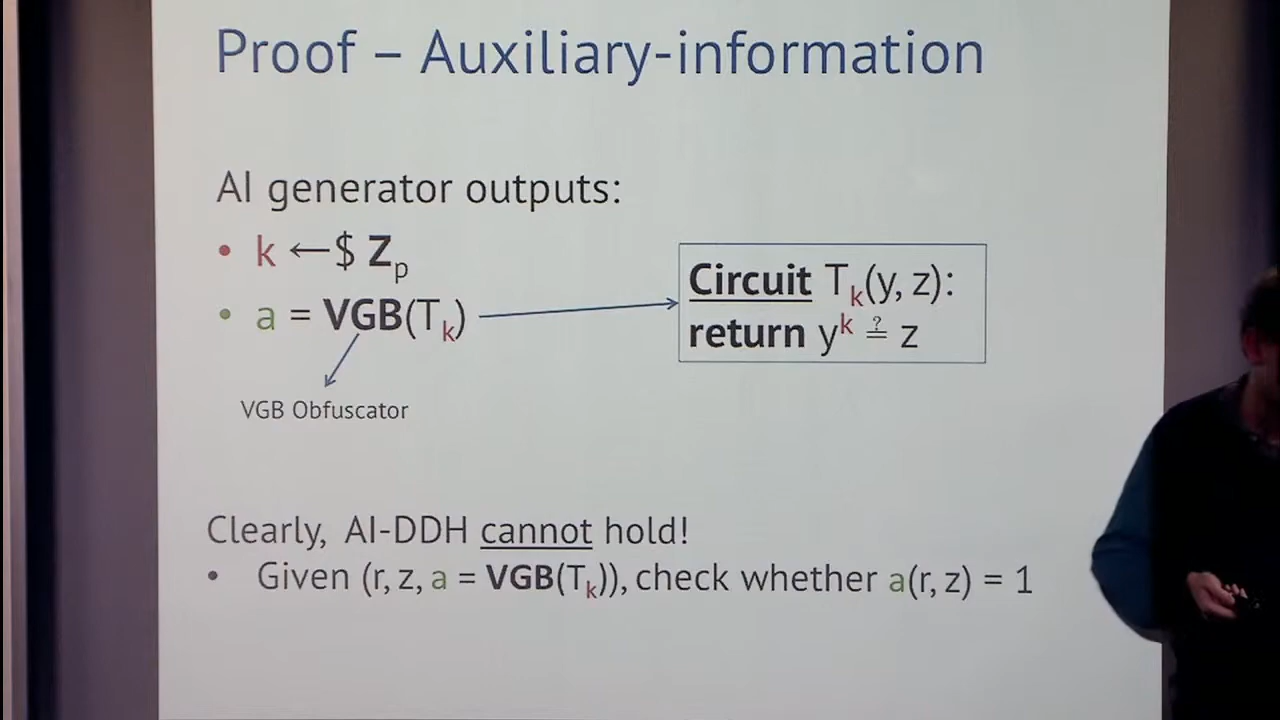 Proof – Auxiliary-information
AI generator outputs:
• k ←$ Zp
• a = VGB(Tk)
VGB Obfuscator
Circuit Tk(y, z):
return y^k ≟ z
Clearly, AI-DDH cannot hold!
• Given (r, z, a = VGB(Tk)), check whether a(r, z) = 1